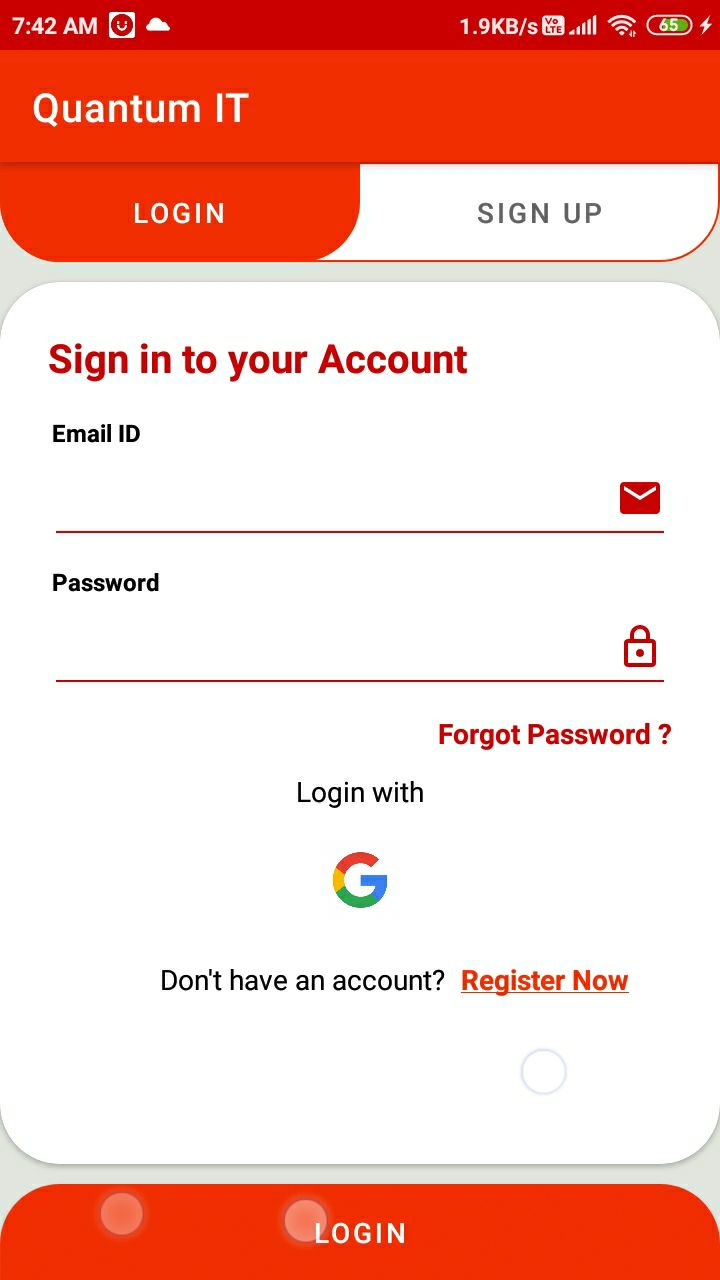 7:42 AM 1.9KB/s Vo LTE 65
Quantum IT
LOGIN SIGN UP
Sign in to your Account
Email ID
Password
Forgot Password ?
Login with
Don't have an account? Register Now
LOGIN